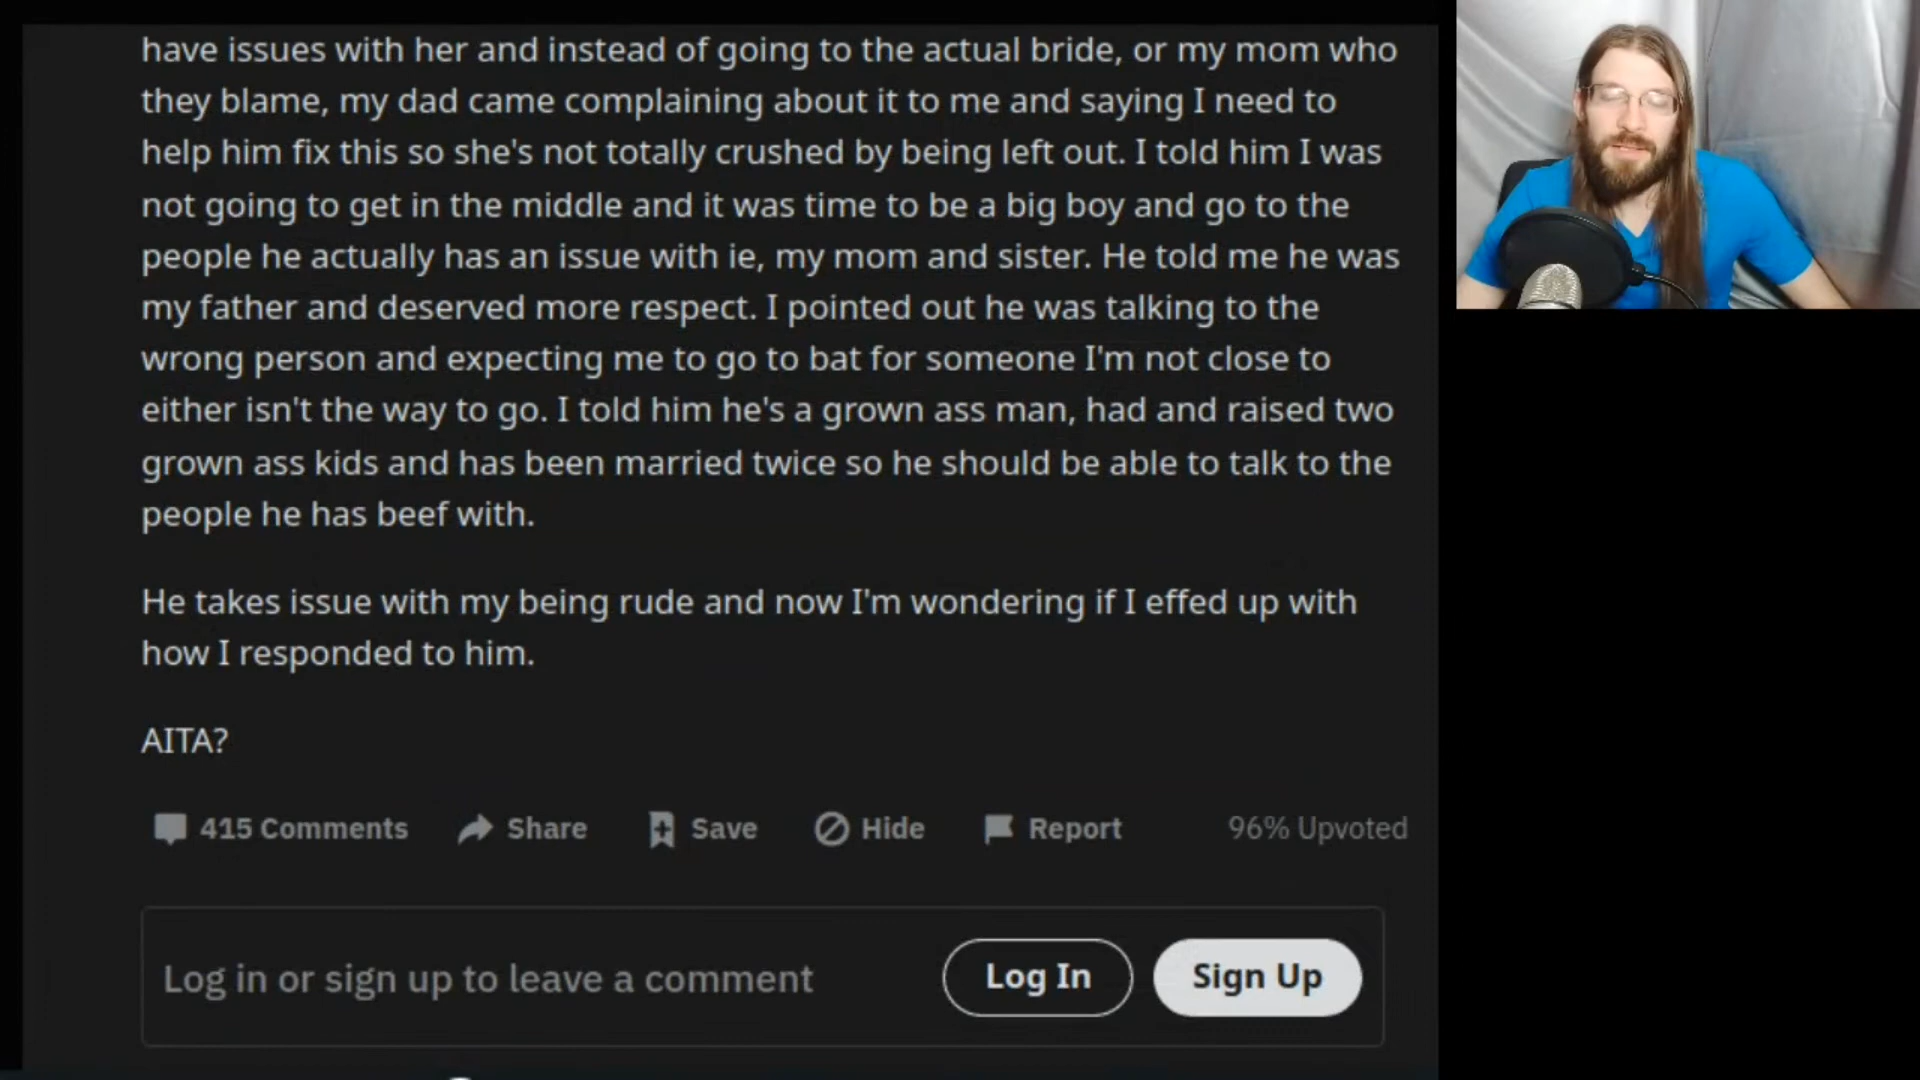 have issues with her and instead of going to the actual bride, or my mom who
they blame, my dad came complaining about it to me and saying I need to
help him fix this so she's not totally crushed by being left out. I told him I was
not going to get in the middle and it was time to be a big boy and go to the
people he actually has an issue with ie, my mom and sister. He told me he was
my father and deserved more respect. I pointed out he was talking to the
wrong person and expecting me to go to bat for someone I'm not close to
either isn't the way to go. I told him he's a grown ass man, had and raised two
grown ass kids and has been married twice so he should be able to talk to the
people he has beef with.
He takes issue with my being rude and now I'm wondering if I effed up with
how I responded to him.
AITA?
415 Comments Share Save Hide Report 96% Upvoted
Log in or sign up to leave a comment Log In Sign Up